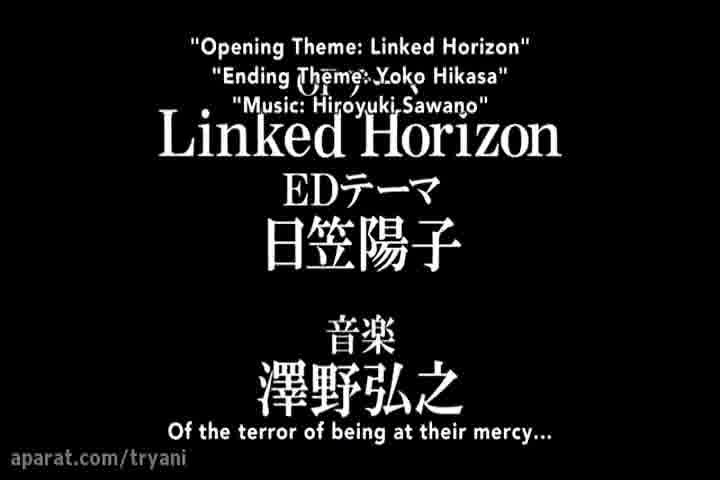 "Opening Theme: Linked Horizon"
"Ending Theme: Yoko Hikasa"
"Music: Hiroyuki Sawano"
Linked Horizon
EDテーマ
日笠陽子
音楽
澤野弘之
Of the terror of being at their mercy...
aparat.com/tryani